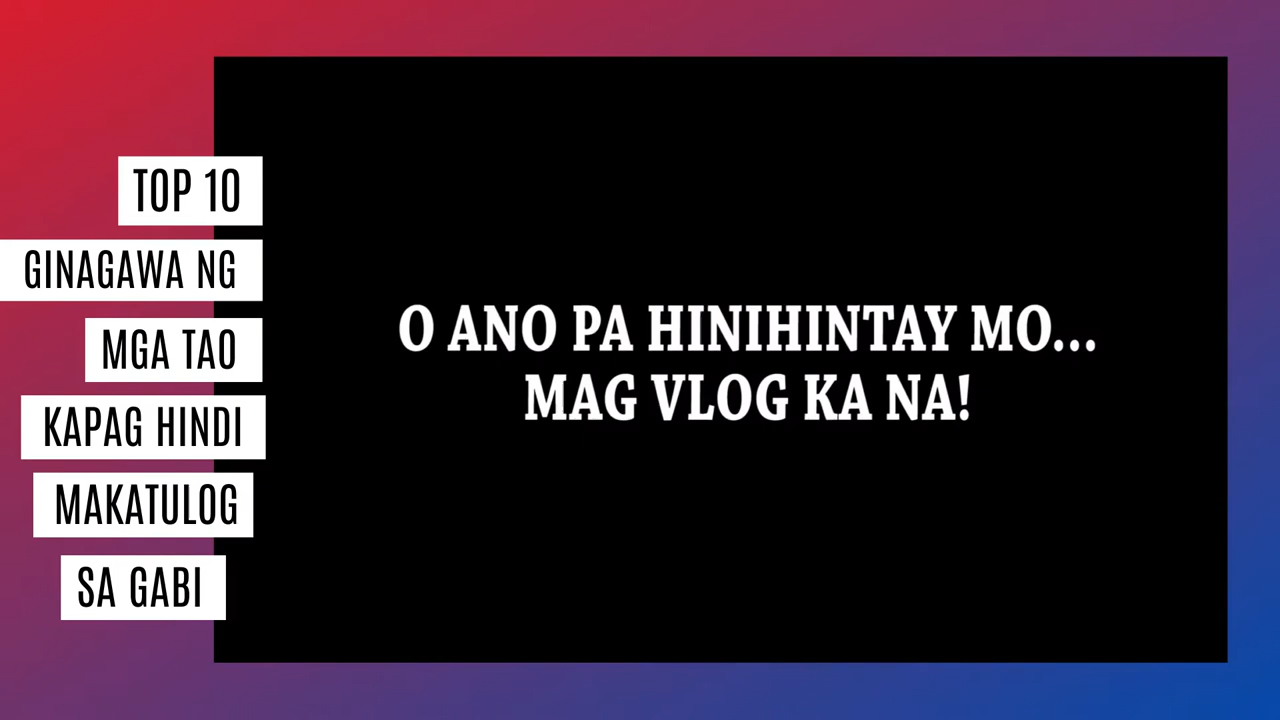 TOP 10
GINAGAWA NG
MGA TAO
KAPAG HINDI
MAKATULOG
SA GABI
O ANO PA HINIHINTAY MO...
MAG VLOG KA NA!